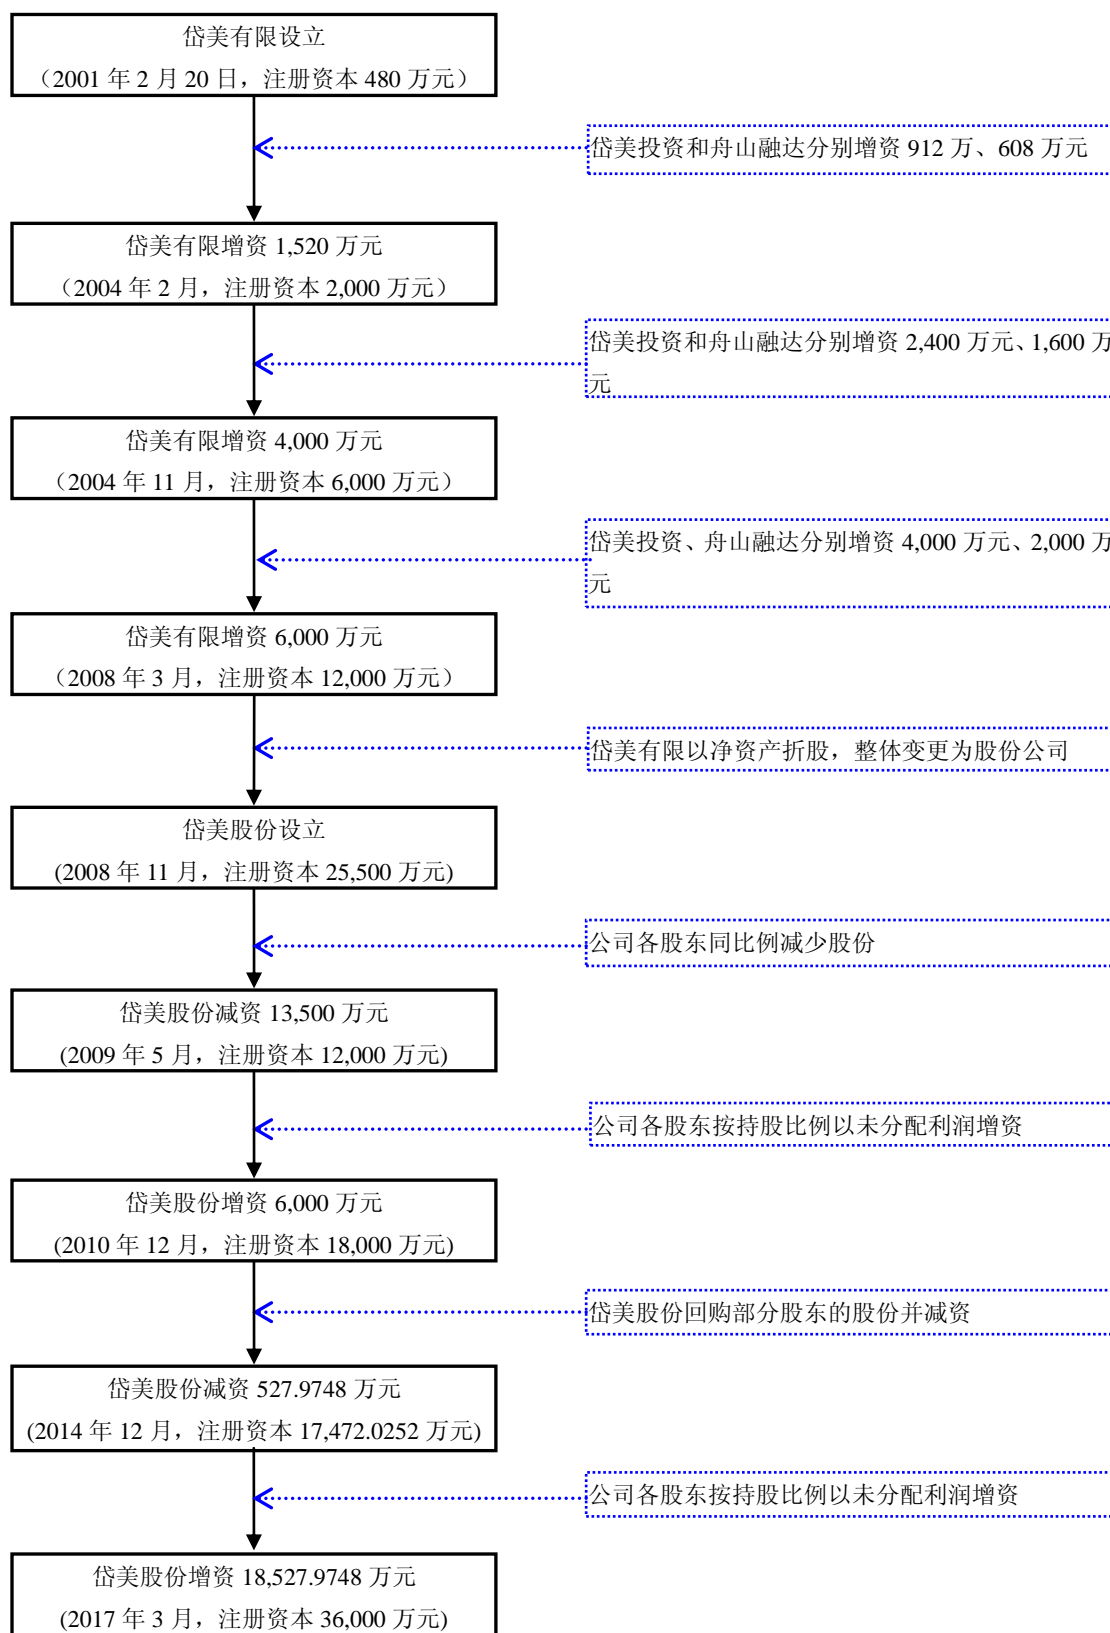 岱美有限设立
（2001 年 2 月 20 日，注册资本 480 万元）
岱美投资和舟山融达分别增资 912 万、608 万元
岱美有限增资 1,520 万元
（2004 年 2 月，注册资本 2,000 万元）
岱美投资和舟山融达分别增资 2,400 万元、1,600 万
元
岱美有限增资 4,000 万元
（2004 年 11 月，注册资本 6,000 万元）
岱美投资、舟山融达分别增资 4,000 万元、2,000 万
元
岱美有限增资 6,000 万元
（2008 年 3 月，注册资本 12,000 万元）
岱美有限以净资产折股，整体变更为股份公司
岱美股份设立
(2008 年 11 月，注册资本 25,500 万元)
公司各股东同比例减少股份
岱美股份减资 13,500 万元
(2009 年 5 月，注册资本 12,000 万元)
公司各股东按持股比例以未分配利润增资
岱美股份增资 6,000 万元
(2010 年 12 月，注册资本 18,000 万元)
岱美股份回购部分股东的股份并减资
岱美股份减资 527.9748 万元
(2014 年 12 月，注册资本 17,472.0252 万元)
公司各股东按持股比例以未分配利润增资
岱美股份增资 18,527.9748 万元
(2017 年 3 月，注册资本 36,000 万元)